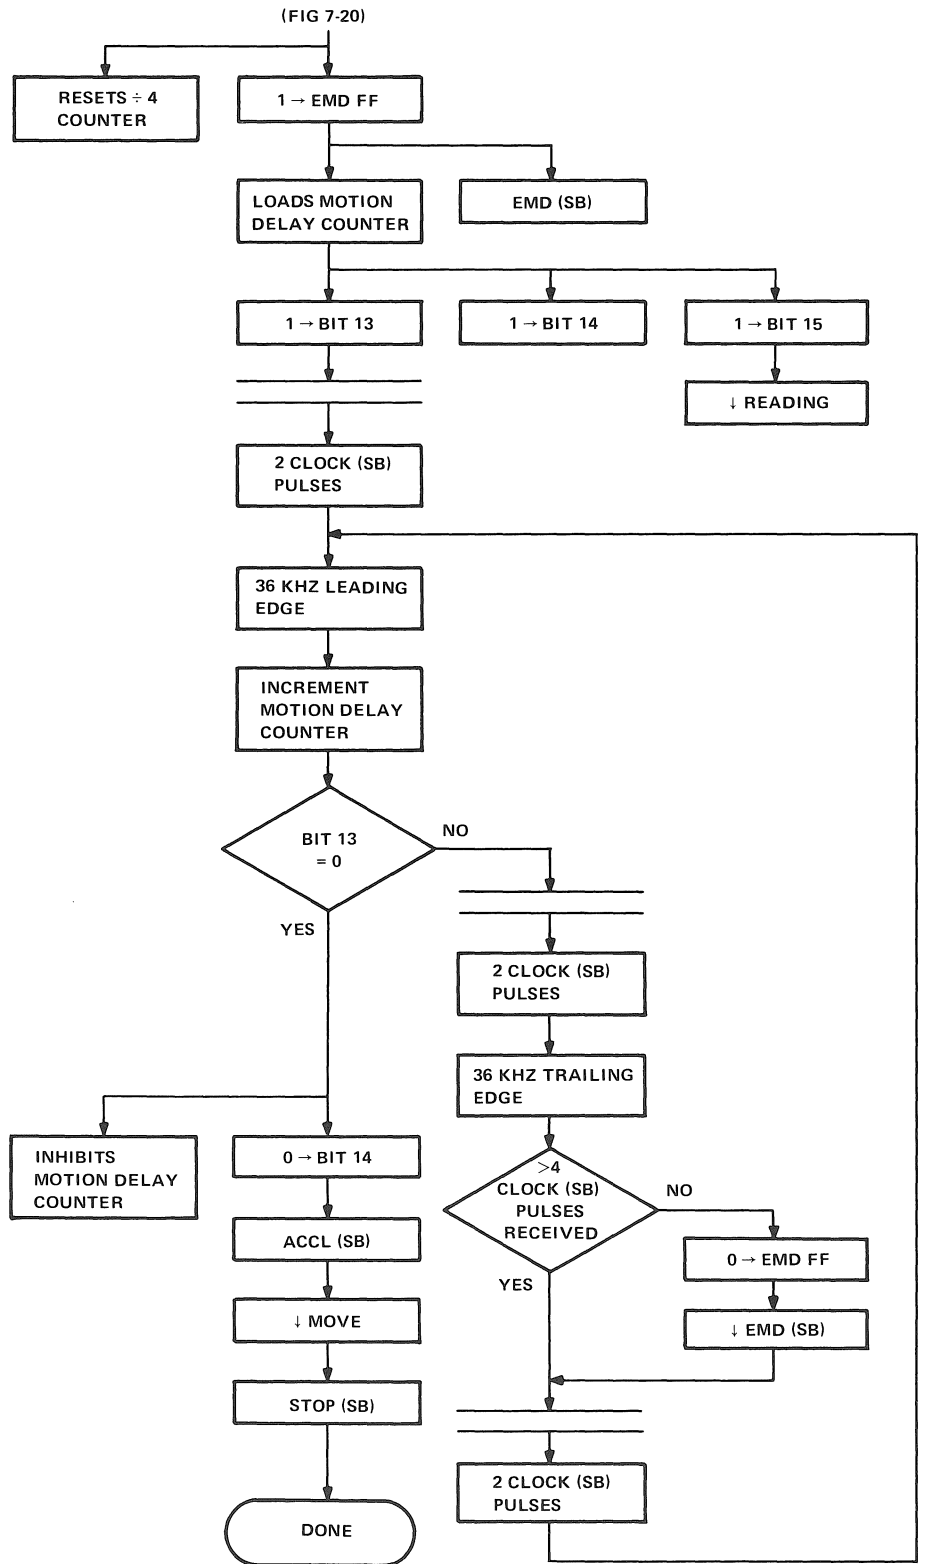 (FIG 7-20)
RESETS ÷ 4
COUNTER
1 → EMD FF
LOADS MOTION
DELAY COUNTER
EMD (SB)
1 → BIT 13
1 → BIT 14
1 → BIT 15
↓ READING
2 CLOCK (SB)
PULSES
36 KHZ LEADING
EDGE
INCREMENT
MOTION DELAY
COUNTER
BIT 13
= 0
NO
YES
2 CLOCK (SB)
PULSES
36 KHZ TRAILING
EDGE
INHIBITS
MOTION DELAY
COUNTER
0 → BIT 14
ACCL (SB)
↓ MOVE
STOP (SB)
DONE
>4
CLOCK (SB)
PULSES
RECEIVED
NO
YES
0 → EMD FF
↓ EMD (SB)
2 CLOCK (SB)
PULSES